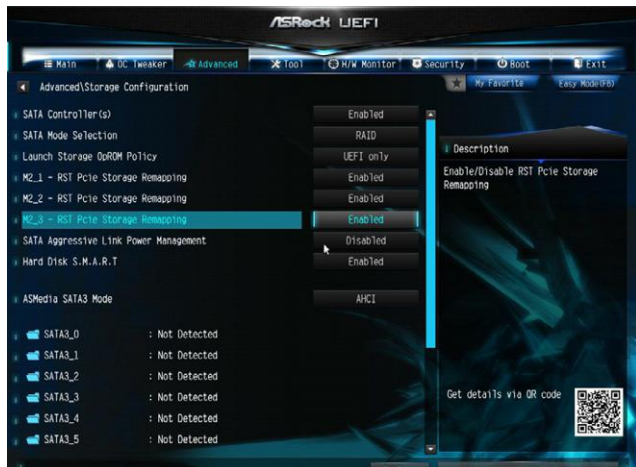 ASRock UEFI
Main OC Tweaker Advanced Tool H/W Monitor Security Boot Exit
Advanced\Storage Configuration
My Favorite Easy Mode(F6)
SATA Controller(s) Enabled
SATA Mode Selection RAID
Launch Storage OpROM Policy UEFI only
M2_1 - RST Pcie Storage Remapping Enabled
M2_2 - RST Pcie Storage Remapping Enabled
M2_3 - RST Pcie Storage Remapping Enabled
SATA Aggressive Link Power Management Disabled
Hard Disk S.M.A.R.T Enabled
ASMedia SATA3 Mode AHCI
SATA3_0 : Not Detected
SATA3_1 : Not Detected
SATA3_2 : Not Detected
SATA3_3 : Not Detected
SATA3_4 : Not Detected
SATA3_5 : Not Detected
Description
Enable/Disable RST Pcie Storage
Remapping
Get details via QR code